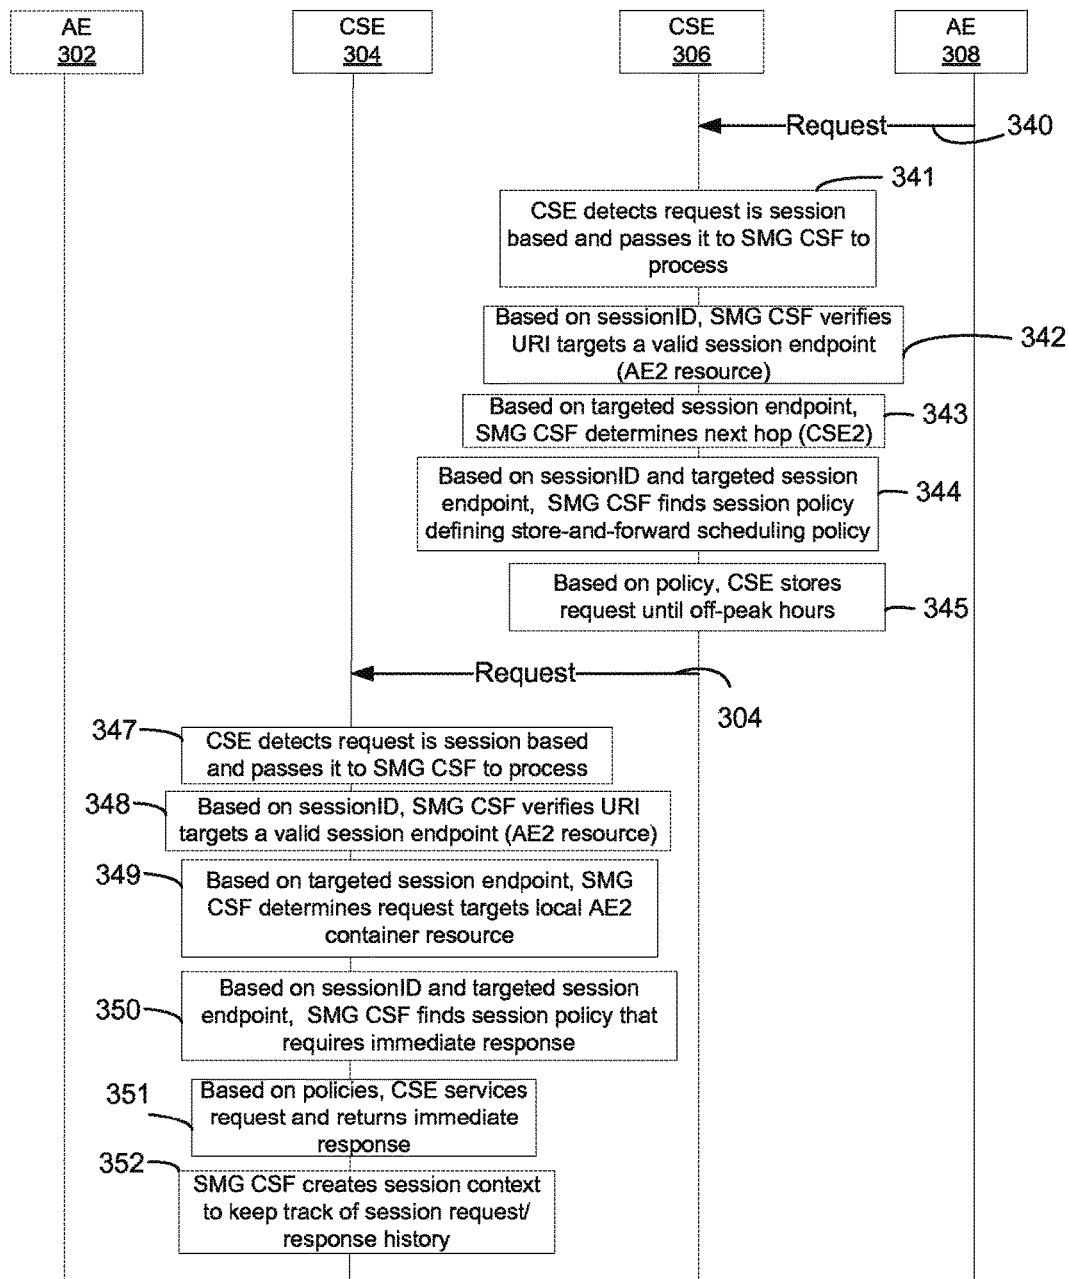 AE
302
CSE
304
CSE
306
AE
308
Request
340
341
CSE detects request is session
based and passes it to SMG CSF to
process
Based on sessionID, SMG CSF verifies
URI targets a valid session endpoint
(AE2 resource)
342
Based on targeted session endpoint,
SMG CSF determines next hop (CSE2)
343
Based on sessionID and targeted session
endpoint, SMG CSF finds session policy
defining store-and-forward scheduling policy
344
Based on policy, CSE stores
request until off-peak hours
345
Request
304
347
CSE detects request is session based
and passes it to SMG CSF to process
348
Based on sessionID, SMG CSF verifies URI
targets a valid session endpoint (AE2 resource)
349
Based on targeted session endpoint, SMG
CSF determines request targets local AE2
container resource
350
Based on sessionID and targeted session
endpoint, SMG CSF finds session policy that
requires immediate response
351
Based on policies, CSE services
request and returns immediate
response
352
SMG CSF creates session context
to keep track of session request/
response history